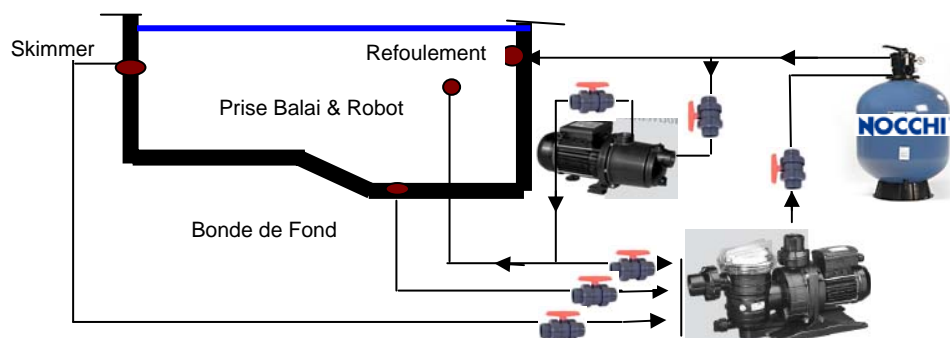 Skimmer
Refoulement
Prise Balai & Robot
NOCCHI
Bonde de Fond